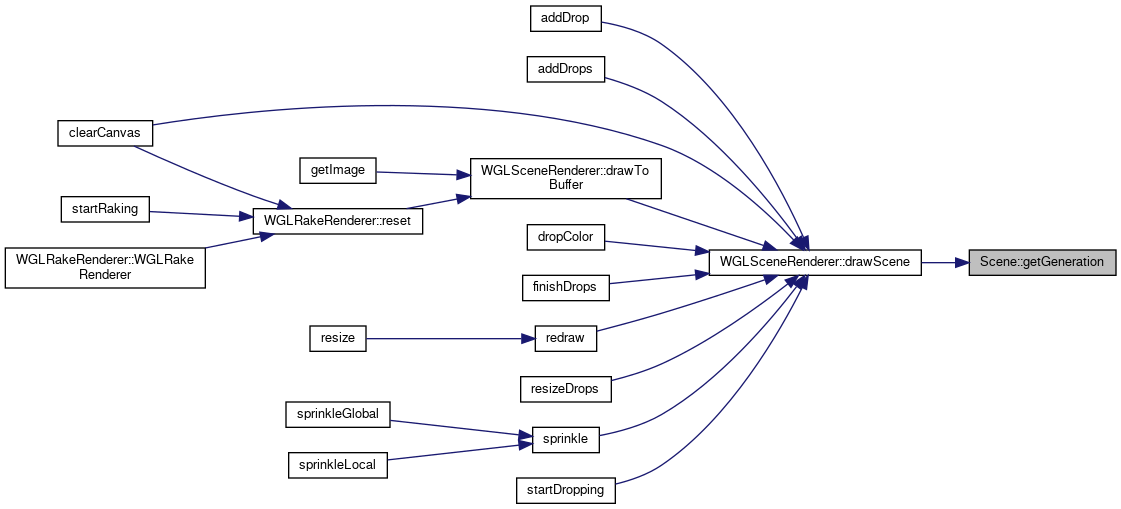 addDrop
addDrops
clearCanvas
getImage
WGLSceneRenderer::drawTo
Buffer
startRaking
WGLRakeRenderer::reset
dropColor
WGLRakeRenderer::WGLRake
Renderer
WGLSceneRenderer::drawScene
Scene::getGeneration
finishDrops
resize
redraw
resizeDrops
sprinkleGlobal
sprinkle
sprinkleLocal
startDropping